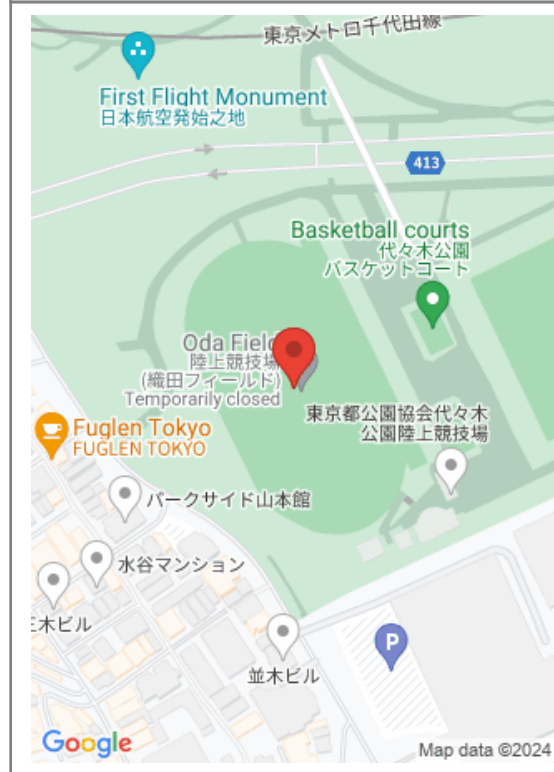 東京メトロ千代田線
First Flight Monument
日本航空発始之地
413
Basketball courts
代々木公園
バスケットコート
Oda Field
陸上競技場
(織田フィールド)
Temporarily closed
東京都公園協会代々木
公園陸上競技場
Fuglen Tokyo
FUGLEN TOKYO
パークサイド山本館
水谷マンション
三木ビル
並木ビル
P
Google
Map data ©2024